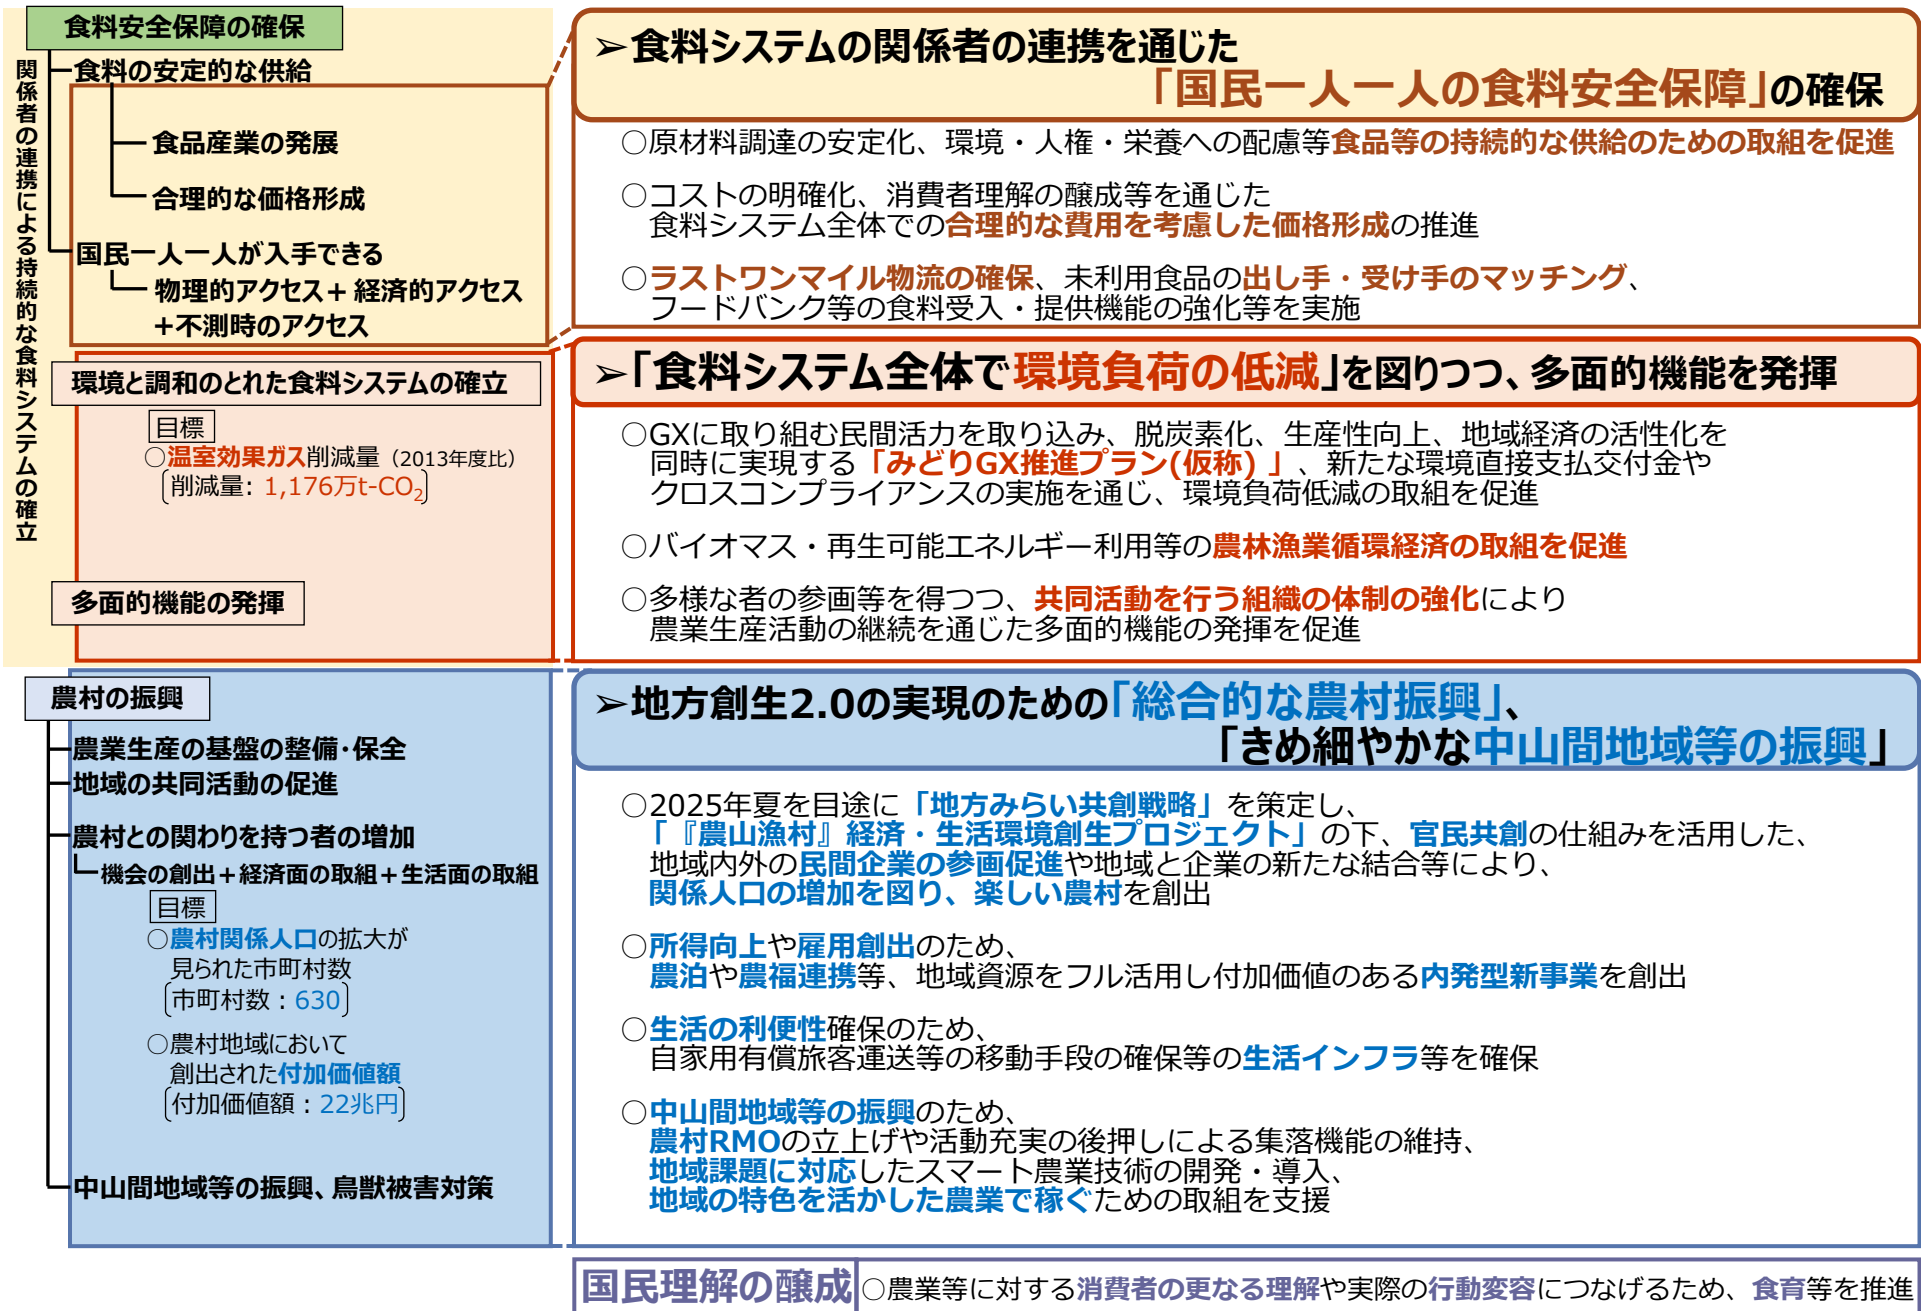 食料安全保障の確保
関係者の連携による持続的な食料システムの確立
食料の安定的な供給
食品産業の発展
合理的な価格形成
国民一人一人が入手できる
物理的アクセス＋経済的アクセス
＋不測時のアクセス
➢食料システムの関係者の連携を通じた
「国民一人一人の食料安全保障」の確保
○原材料調達の安定化、環境・人権・栄養への配慮等食品等の持続的な供給のための取組を促進
○コストの明確化、消費者理解の醸成等を通じた
食料システム全体での合理的な費用を考慮した価格形成の推進
○ラストワンマイル物流の確保、未利用食品の出し手・受け手のマッチング、
フードバンク等の食料受入・提供機能の強化等を実施
環境と調和のとれた食料システムの確立
目標
○温室効果ガス削減量（2013年度比）
削減量: 1,176万t-CO₂
多面的機能の発揮
➢「食料システム全体で環境負荷の低減」を図りつつ、多面的機能を発揮
○GXに取り組む民間活力を取り込み、脱炭素化、生産性向上、地域経済の活性化を
同時に実現する「みどりGX推進プラン(仮称)」、新たな環境直接支払交付金や
クロスコンプライアンスの実施を通じ、環境負荷低減の取組を促進
○バイオマス・再生可能エネルギー利用等の農林漁業循環経済の取組を促進
○多様な者の参画等を得つつ、共同活動を行う組織の体制の強化により
農業生産活動の継続を通じた多面的機能の発揮を促進
農村の振興
農業生産の基盤の整備・保全
地域の共同活動の促進
農村との関わりを持つ者の増加
機会の創出＋経済面の取組＋生活面の取組
目標
○農村関係人口の拡大が
見られた市町村数
市町村数：630
○農村地域において
創出された付加価値額
付加価値額：22兆円
中山間地域等の振興、鳥獣被害対策
➢地方創生2.0の実現のための「総合的な農村振興」、
「きめ細やかな中山間地域等の振興」
○2025年夏を目途に「地方みらい共創戦略」を策定し、
「『農山漁村』経済・生活環境創生プロジェクト」の下、官民共創の仕組みを活用した、
地域内外の民間企業の参画促進や地域と企業の新たな結合等により、
関係人口の増加を図り、楽しい農村を創出
○所得向上や雇用創出のため、
農泊や農福連携等、地域資源をフル活用し付加価値のある内発型新事業を創出
○生活の利便性確保のため、
自家用有償旅客運送等の移動手段の確保等の生活インフラ等を確保
○中山間地域等の振興のため、
農村RMOの立上げや活動充実の後押しによる集落機能の維持、
地域課題に対応したスマート農業技術の開発・導入、
地域の特色を活かした農業で稼ぐための取組を支援
国民理解の醸成
○農業等に対する消費者の更なる理解や実際の行動変容につなげるため、食育等を推進